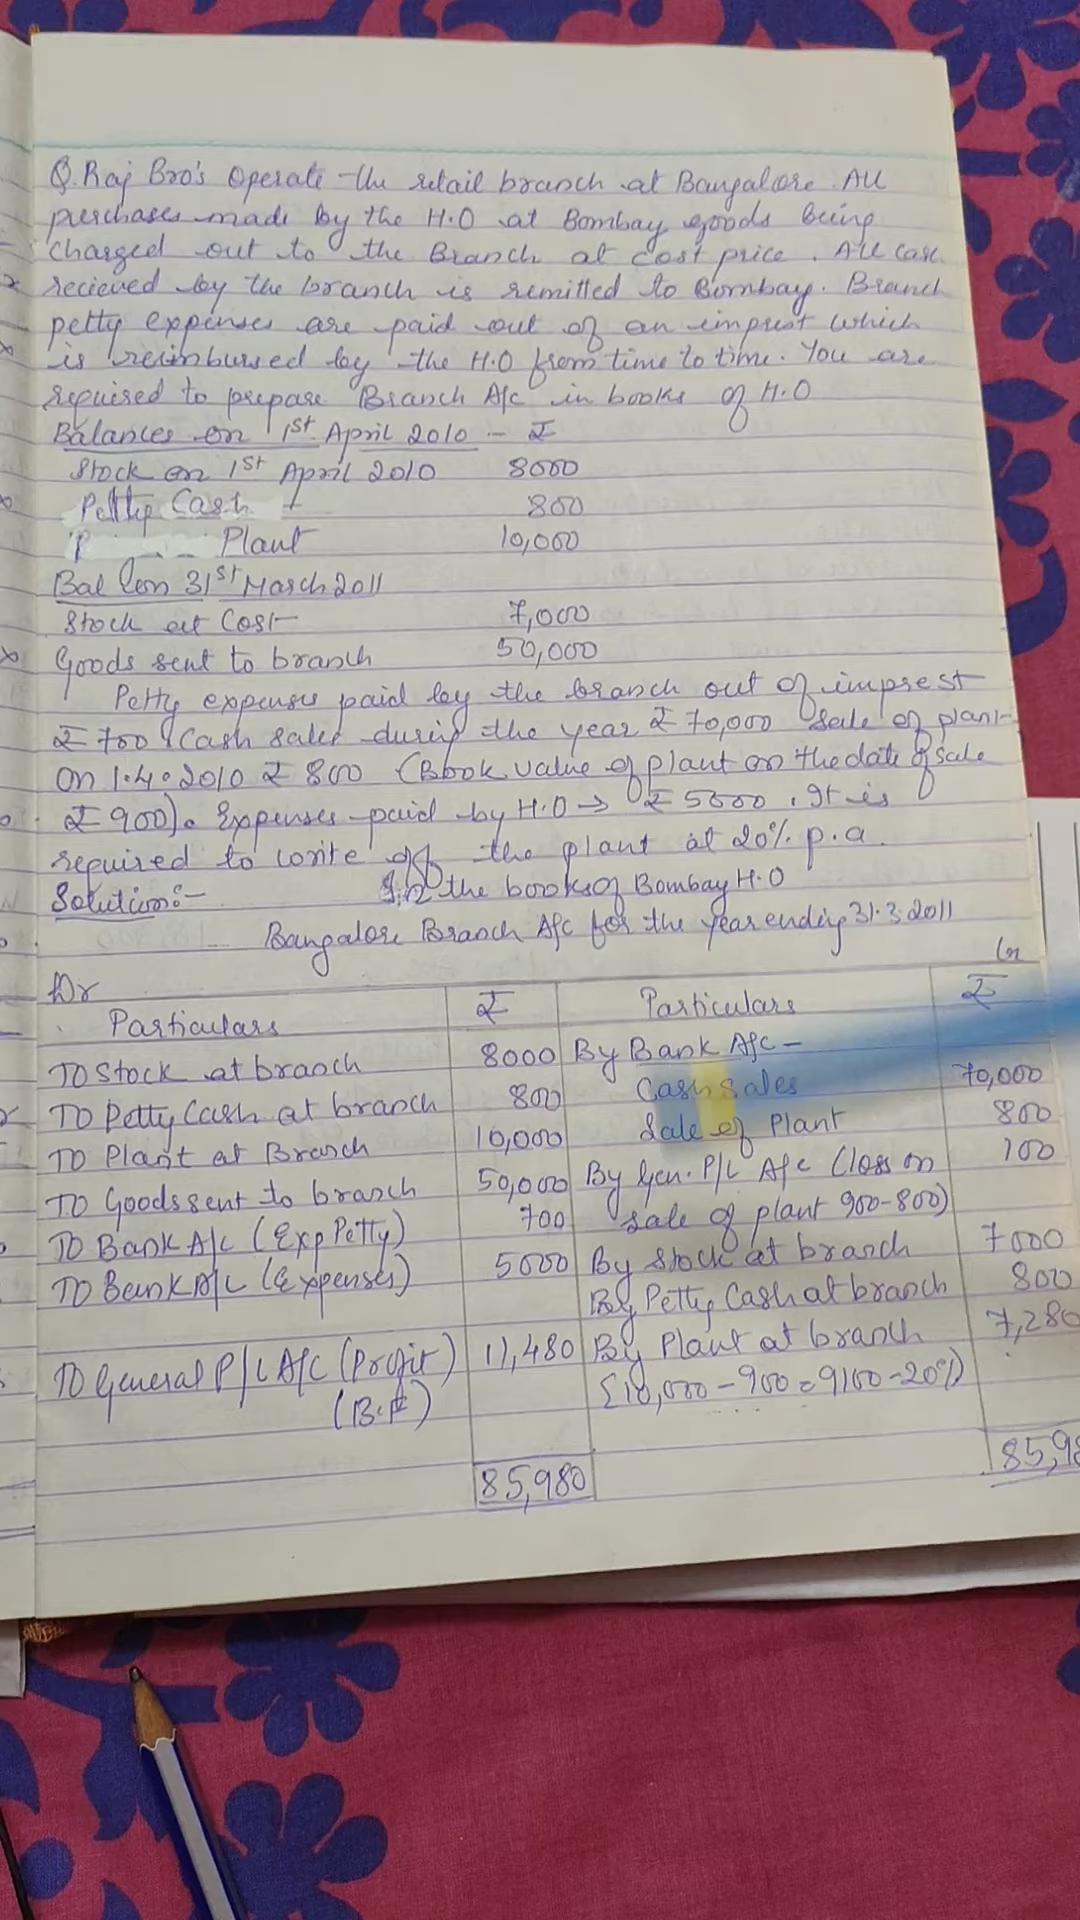 Q. Raj Bro's Operate the retail branch at Bangalore. All
purchases made by the H.O at Bombay goods being
charged out to the Branch at cost price. All cash
recieved by the branch is remitted to Bombay. Branch
petty expenses are paid out of an imprest which
is reimbursed by the H.O from time to time. You are
required to prepare Branch A/c in books of H.O
Balances on 1st April 2010 - ₹
Stock on 1st April 2010 8000
Petty Cash 800
Plant 10,000
Bal on 31st March 2011
Stock at Cost 7,000
Goods sent to branch 50,000
Petty expenses paid by the branch out of imprest
₹ 700. Cash sales during the year ₹ 70,000 Sale of plant
on 1.4.2010 ₹ 800 (Book value of plant on the date of sale
₹ 900). Expenses paid by H.O → ₹ 5000. It is
required to write off the plant at 20% p.a.
Solution:- In the books of Bombay H.O
Bangalore Branch A/c for the year ending 31.3.2011
Dr Cr
Particulars ₹ Particulars ₹
To Stock at branch 8000 By Bank A/c -
To Petty Cash at branch 800 Cash sales 70,000
To Plant at Branch 10,000 Sale of Plant 800
To Goods sent to branch 50,000 By Gen. P/L A/c (loss on 100
To Bank A/c (Exp Petty) 700 sale of plant 900-800)
To Bank A/c (Expenses) 5000 By Stock at branch 7000
By Petty Cash at branch 800
To General P/L A/c (Profit) 11,480 By Plant at branch 7,280
(B.F) {10,000 - 900 = 9100 - 20%)
85,980 85,98